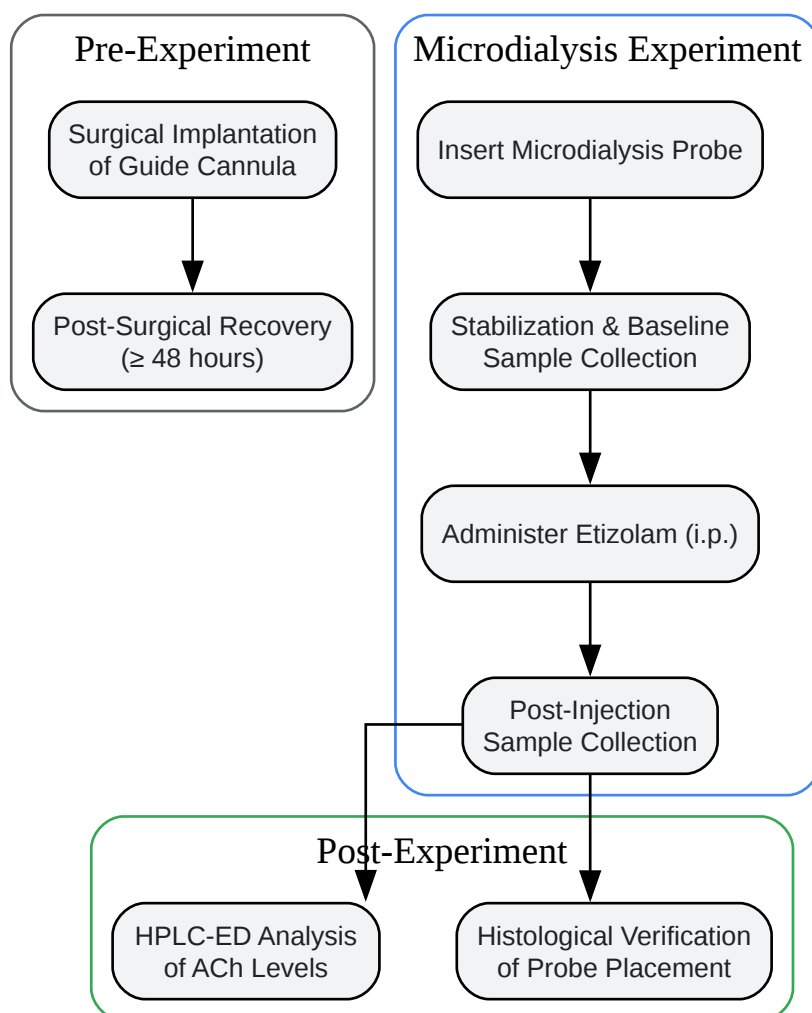 Pre-Experiment
Surgical Implantation
of Guide Cannula
Post-Surgical Recovery
(≥ 48 hours)
Microdialysis Experiment
Insert Microdialysis Probe
Stabilization & Baseline
Sample Collection
Administer Etizolam (i.p.)
Post-Injection
Sample Collection
Post-Experiment
HPLC-ED Analysis
of ACh Levels
Histological Verification
of Probe Placement